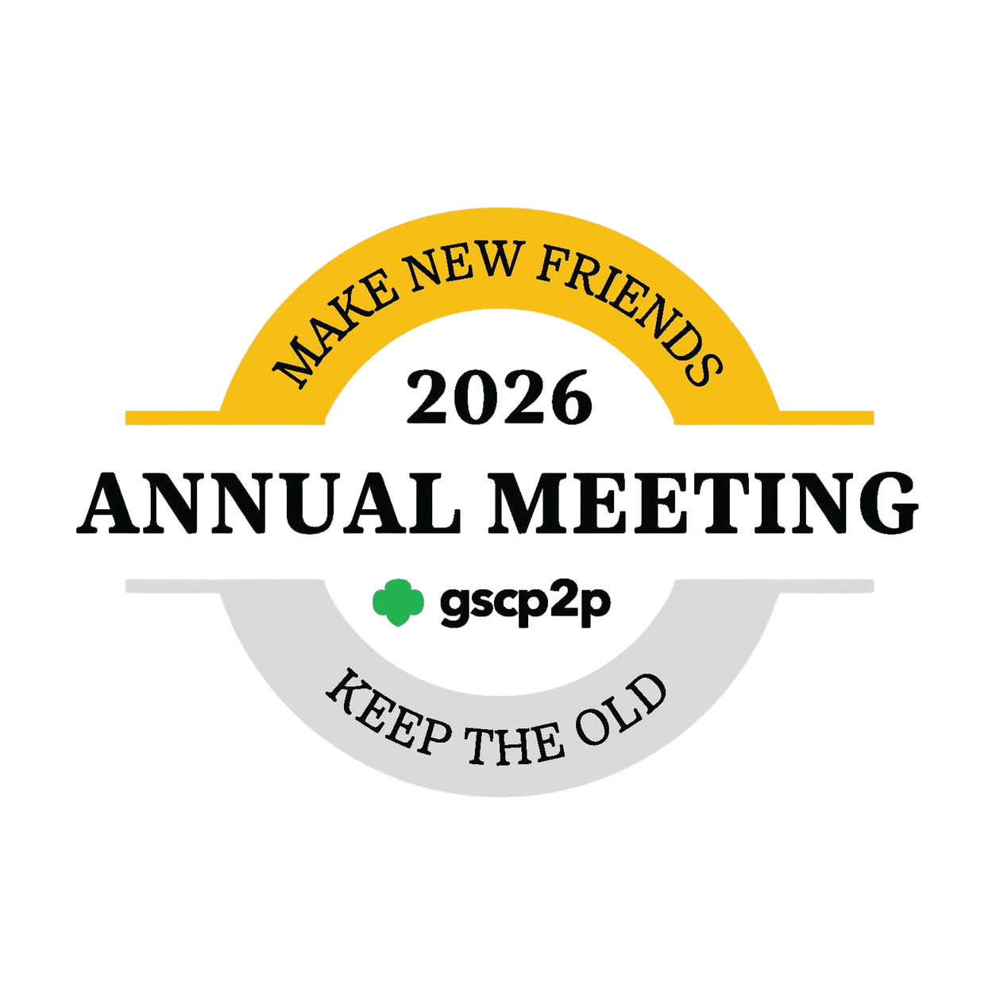 MAKE NEW FRIENDS
2026
ANNUAL MEETING
gscp2p
KEEP THE OLD